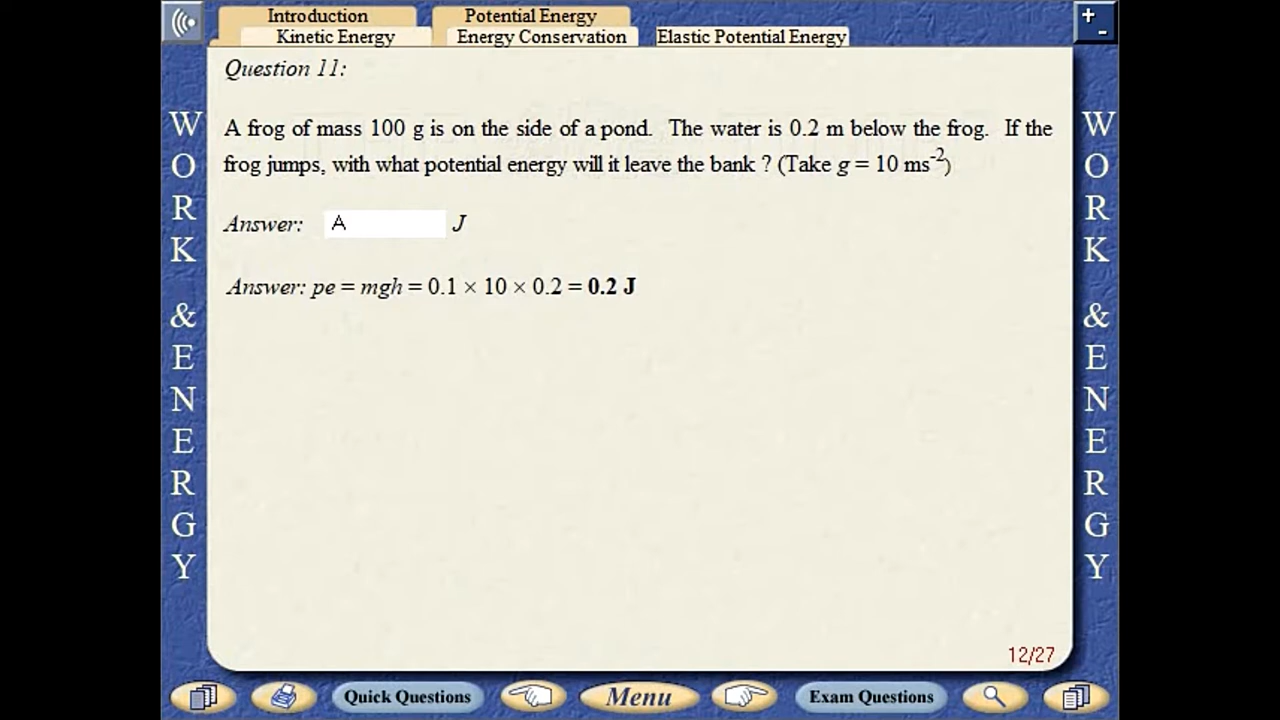 Introduction
Potential Energy
Kinetic Energy
Energy Conservation
Elastic Potential Energy
+
-
Question 11:
A frog of mass 100 g is on the side of a pond. The water is 0.2 m below the frog. If the
frog jumps, with what potential energy will it leave the bank ? (Take g = 10 ms-2)
Answer: A J
Answer: pe = mgh = 0.1 × 10 × 0.2 = 0.2 J
WORK & ENERGY
WORK & ENERGY
12/27
Quick Questions
Menu
Exam Questions